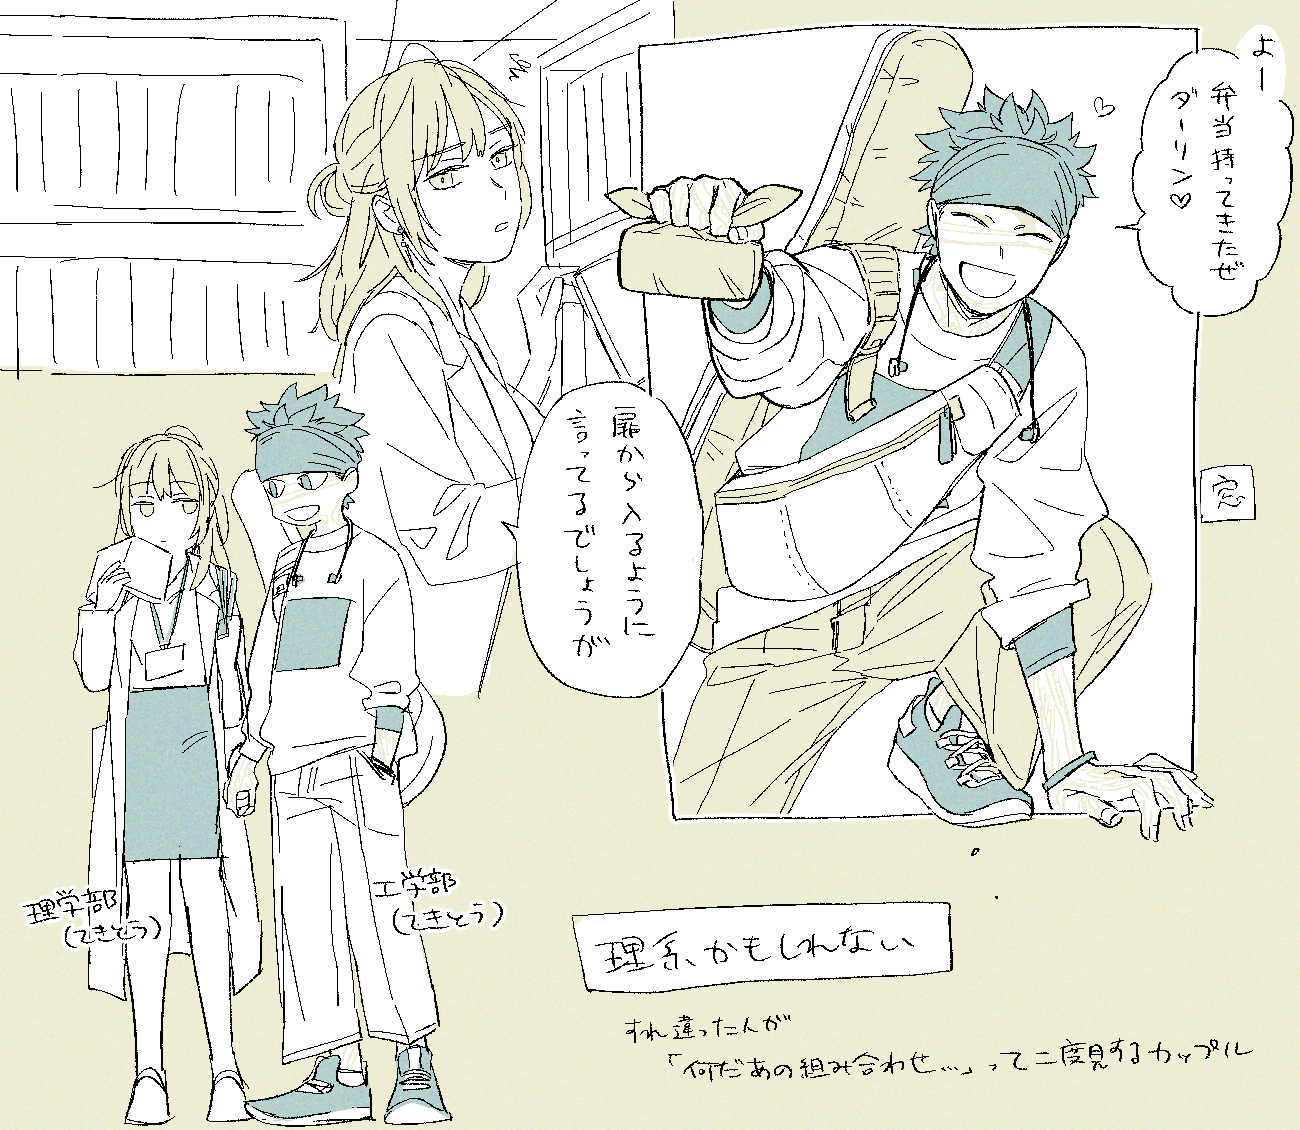 よー
弁当持ってきたぜ
ダーリン♡
扉から入るように
言ってるでしょうが
窓
理学部
(てきとう)
工学部
(てきとう)
理系かもしれない
すれ違ったんが
「何だあの組み合わせ…」って二度見するカップル